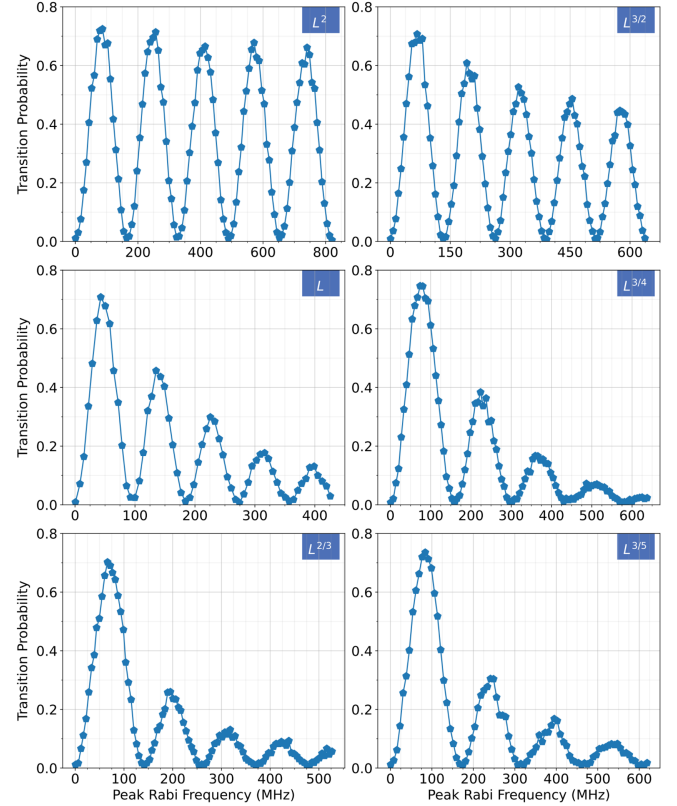 Transition Probability
0.8
0.6
0.4
0.2
0.0
0 200 400 600 800
L²
0.8
0.6
0.4
0.2
0.0
0 150 300 450 600
L³/²
Transition Probability
0.8
0.6
0.4
0.2
0.0
0 100 200 300 400
L
0.8
0.6
0.4
0.2
0.0
0 100 200 300 400 500 600
L³/⁴
Transition Probability
0.8
0.6
0.4
0.2
0.0
0 100 200 300 400 500
Peak Rabi Frequency (MHz)
L²/³
0.8
0.6
0.4
0.2
0.0
0 100 200 300 400 500 600
Peak Rabi Frequency (MHz)
L³/⁵